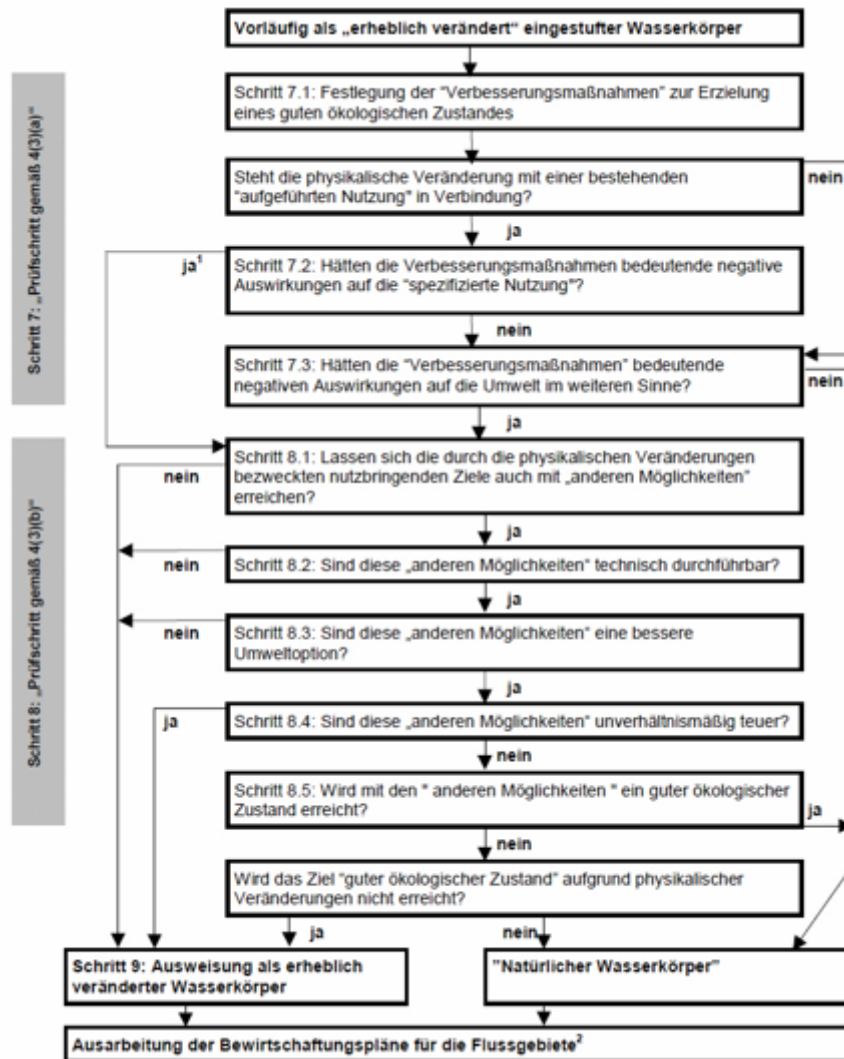 Vorläufig als „erheblich verändert“ eingestufter Wasserkörper
Schritt 7: „Prüfschritt gemäß 4(3)(a)“
Schritt 7.1: Festlegung der "Verbesserungsmaßnahmen" zur Erzielung
eines guten ökologischen Zustandes
Steht die physikalische Veränderung mit einer bestehenden
"aufgeführten Nutzung" in Verbindung?
nein
ja
ja¹
Schritt 7.2: Hätten die Verbesserungsmaßnahmen bedeutende negative
Auswirkungen auf die "spezifizierte Nutzung"?
nein
Schritt 7.3: Hätten die "Verbesserungsmaßnahmen" bedeutende
negativen Auswirkungen auf die Umwelt im weiteren Sinne?
nein
ja
Schritt 8: „Prüfschritt gemäß 4(3)(b)“
Schritt 8.1: Lassen sich die durch die physikalischen Veränderungen
bezweckten nutzbringenden Ziele auch mit „anderen Möglichkeiten“
erreichen?
nein
ja
Schritt 8.2: Sind diese „anderen Möglichkeiten“ technisch durchführbar?
nein
ja
Schritt 8.3: Sind diese „anderen Möglichkeiten“ eine bessere
Umweltoption?
nein
ja
Schritt 8.4: Sind diese „anderen Möglichkeiten“ unverhältnismäßig teuer?
ja
nein
Schritt 8.5: Wird mit den " anderen Möglichkeiten " ein guter ökologischer
Zustand erreicht?
ja
nein
Wird das Ziel "guter ökologischer Zustand" aufgrund physikalischer
Veränderungen nicht erreicht?
ja
nein
Schritt 9: Ausweisung als erheblich
veränderter Wasserkörper
"Natürlicher Wasserkörper"
Ausarbeitung der Bewirtschaftungspläne für die Flussgebiete²